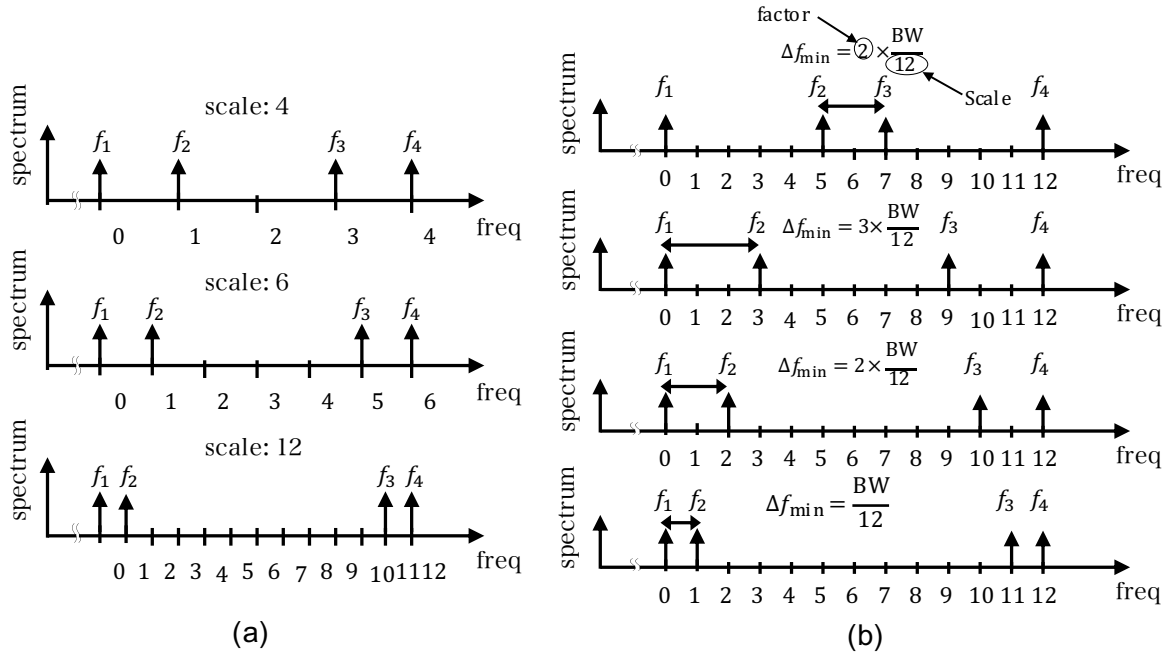 scale: 4
spectrum
f1 f2 f3 f4
0 1 2 3 4
freq
scale: 6
spectrum
f1 f2 f3 f4
0 1 2 3 4 5 6
freq
scale: 12
spectrum
f1 f2 f3 f4
0 1 2 3 4 5 6 7 8 9 10 11 12
freq
(a)
factor
Δfmin = 2 × BW/12
Scale
spectrum
f1 f2 f3 f4
0 1 2 3 4 5 6 7 8 9 10 11 12
freq
Δfmin = 3 × BW/12
spectrum
f1 f2 f3 f4
0 1 2 3 4 5 6 7 8 9 10 11 12
freq
Δfmin = 2 × BW/12
spectrum
f1 f2 f3 f4
0 1 2 3 4 5 6 7 8 9 10 11 12
freq
Δfmin = BW/12
spectrum
f1 f2 f3 f4
0 1 2 3 4 5 6 7 8 9 10 11 12
freq
(b)